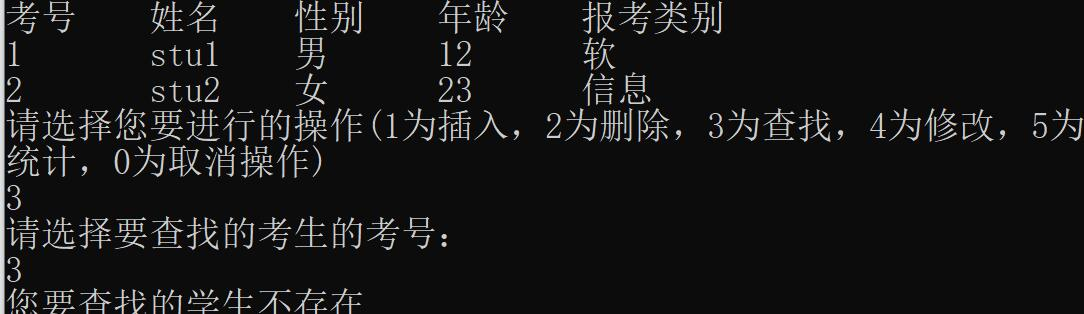 考号 姓名 性别 年龄 报考类别
1 stu1 男 12 软
2 stu2 女 23 信息
请选择您要进行的操作(1为插入，2为删除，3为查找，4为修改，5为
统计，0为取消操作)
3
请选择要查找的考生的考号：
3
您要查找的学生不存在